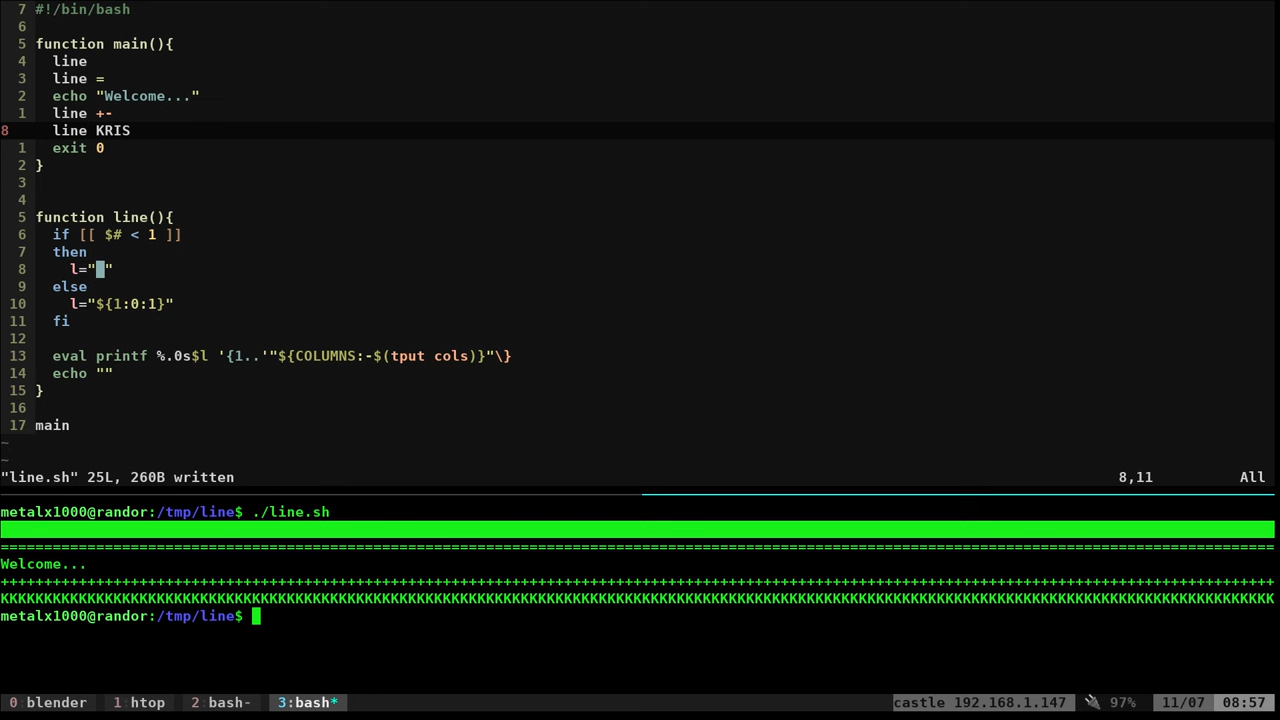 7 #!/bin/bash
6
5 function main(){
4   line
3   line =
2   echo "Welcome..."
1   line +-
8   line KRIS
1   exit 0
2 }
3
4
5 function line(){
6   if [[ $# < 1 ]]
7   then
8     l="█"
9   else
10     l="${1:0:1}"
11   fi
12
13   eval printf %.0s$l '{1..'"${COLUMNS:-$(tput cols)}"\}
14   echo ""
15 }
16
17 main
~
~
"line.sh" 25L, 260B written 8,11 All
metalx1000@randor:/tmp/line$ ./line.sh
███████████████████████████████████████████████████████████████████████████████████████████████████████████████████████████████████████████████████
===================================================================================================================================================
Welcome...
+++++++++++++++++++++++++++++++++++++++++++++++++++++++++++++++++++++++++++++++++++++++++++++++++++++++++++++++++++++++++++++++++++++++++++++++++++
KKKKKKKKKKKKKKKKKKKKKKKKKKKKKKKKKKKKKKKKKKKKKKKKKKKKKKKKKKKKKKKKKKKKKKKKKKKKKKKKKKKKKKKKKKKKKKKKKKKKKKKKKKKKKKKKKKKKKKKKKKKKKKKKKKKKKKKKKKKKKKK
metalx1000@randor:/tmp/line$
0 blender 1 htop 2 bash- 3:bash* castle 192.168.1.147 🔌 97% 11/07 08:57